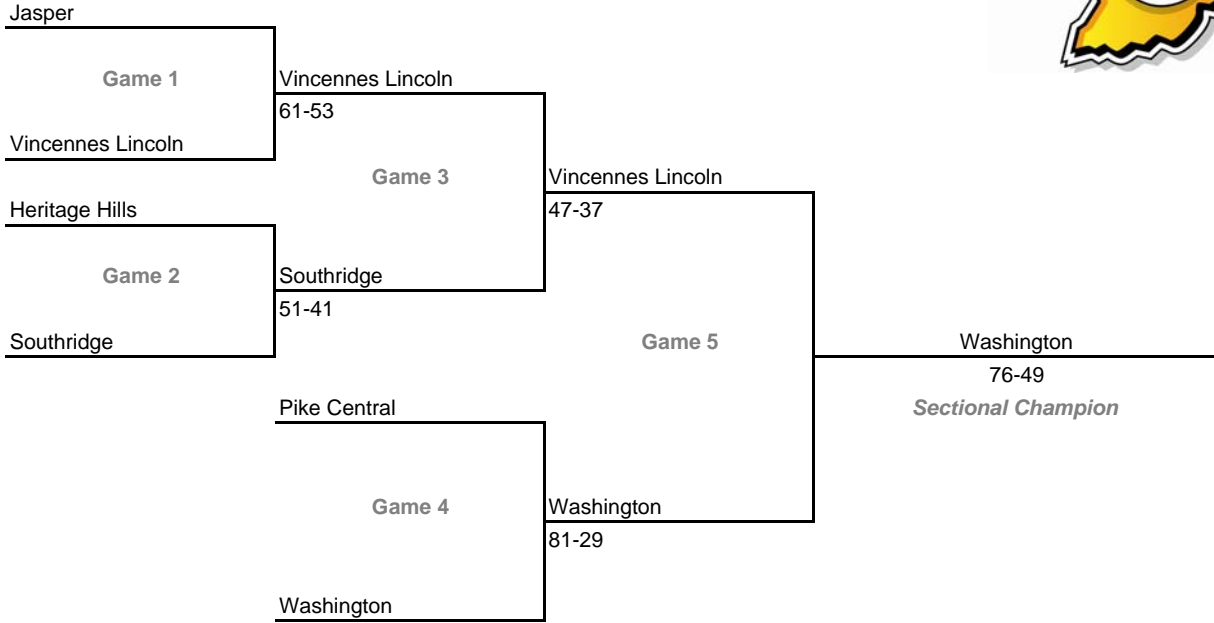 Jasper
Game 1
Vincennes Lincoln
61-53
Vincennes Lincoln
Game 3
Vincennes Lincoln
Heritage Hills
47-37
Game 2
Southridge
51-41
Southridge
Game 5
Washington
76-49
Pike Central
Sectional Champion
Game 4
Washington
81-29
Washington